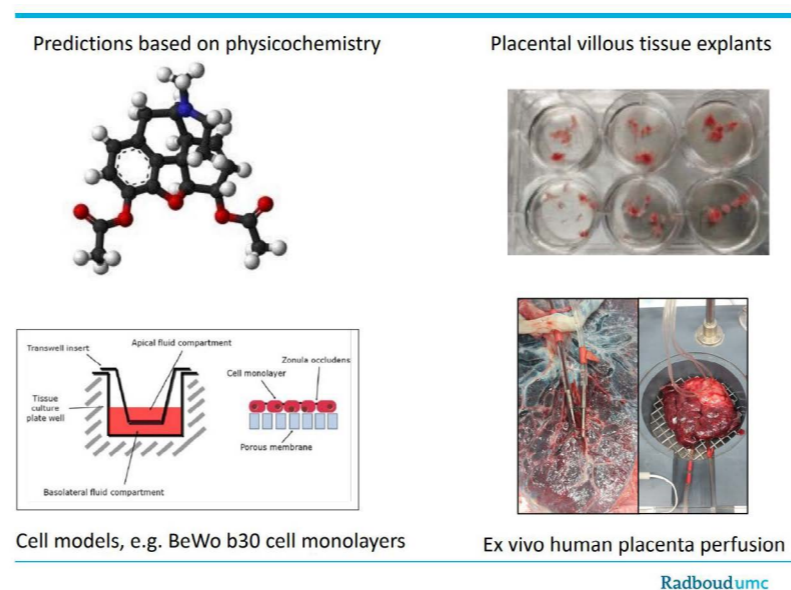 Predictions based on physicochemistry
Placental villous tissue explants
Transwell insert
Apical fluid compartment
Zonula occludens
Cell monolayer
Tissue
culture
plate well
Porous membrane
Basolateral fluid compartment
Cell models, e.g. BeWo b30 cell monolayers
Ex vivo human placenta perfusion
Radboudumc